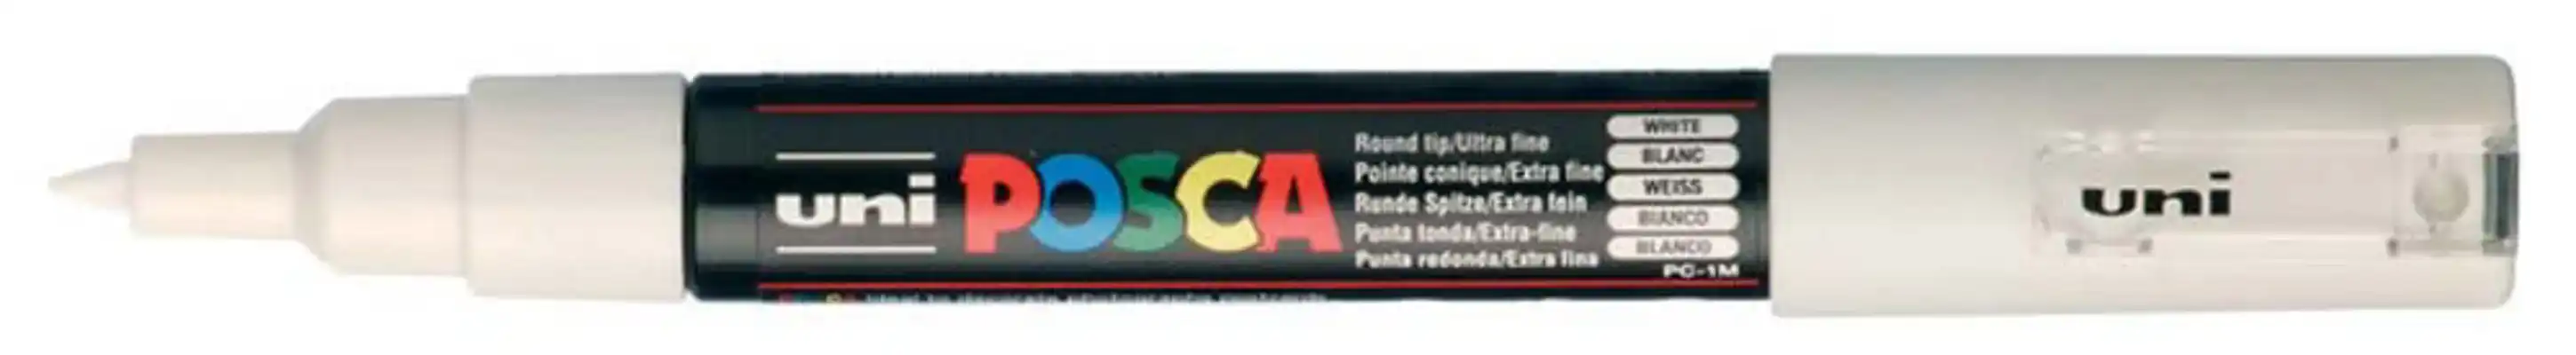 uni POSCA
Round tip/Ultra fine
Pointe conique/Extra fine
Runde Spitze/Extra fein
Punta tonda/Extra-fine
Punta redonda/Extra fina
WHITE
BLANC
WEISS
BIANCO
BLANCO
PC-1M
uni